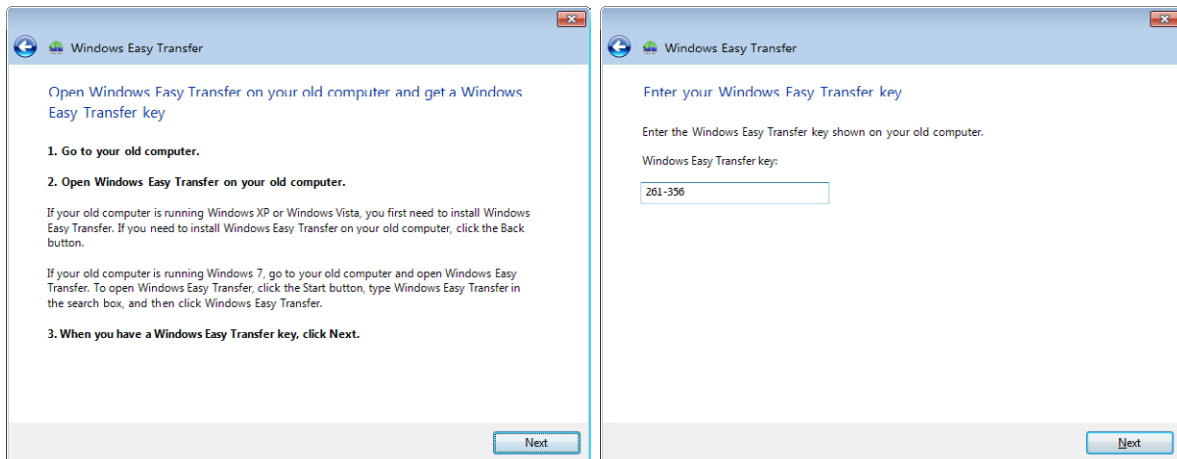 Windows Easy Transfer
Open Windows Easy Transfer on your old computer and get a Windows
Easy Transfer key
1. Go to your old computer.
2. Open Windows Easy Transfer on your old computer.
If your old computer is running Windows XP or Windows Vista, you first need to install Windows
Easy Transfer. If you need to install Windows Easy Transfer on your old computer, click the Back
button.
If your old computer is running Windows 7, go to your old computer and open Windows Easy
Transfer. To open Windows Easy Transfer, click the Start button, type Windows Easy Transfer in
the search box, and then click Windows Easy Transfer.
3. When you have a Windows Easy Transfer key, click Next.
Next
Windows Easy Transfer
Enter your Windows Easy Transfer key
Enter the Windows Easy Transfer key shown on your old computer.
Windows Easy Transfer key:
261-356
Next